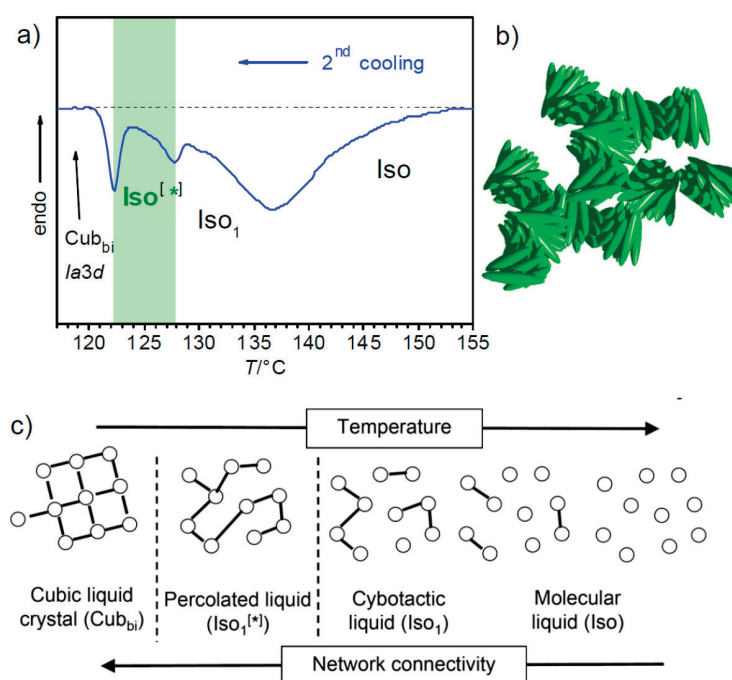 a)
2nd cooling
endo
Iso[*]
Iso1
Iso
Cubbi
Ia3d
120 125 130 135 140 145 150 155
T/°C
b)
c)
Temperature
Cubic liquid
crystal (Cubbi)
Percolated liquid
(Iso1[*])
Cybotactic
liquid (Iso1)
Molecular
liquid (Iso)
Network connectivity